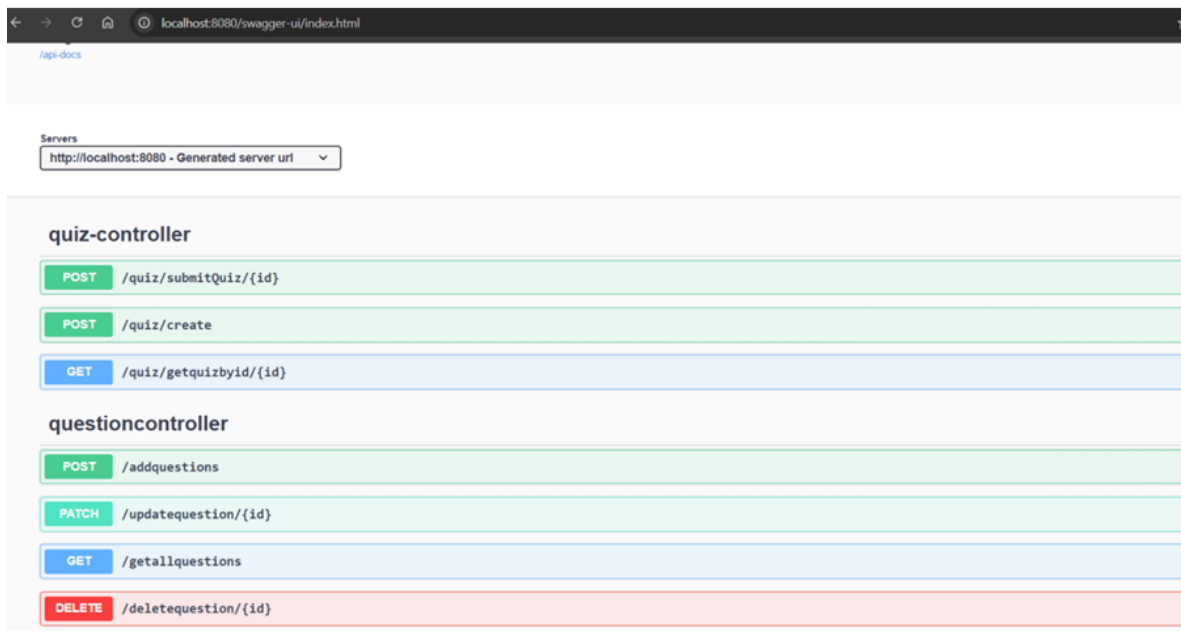 localhost:8080/swagger-ui/index.html
/api-docs
Servers
http://localhost:8080 - Generated server url
quiz-controller
POST /quiz/submitQuiz/{id}
POST /quiz/create
GET /quiz/getquizbyid/{id}
questioncontroller
POST /addquestions
PATCH /updatequestion/{id}
GET /getallquestions
DELETE /deletequestion/{id}